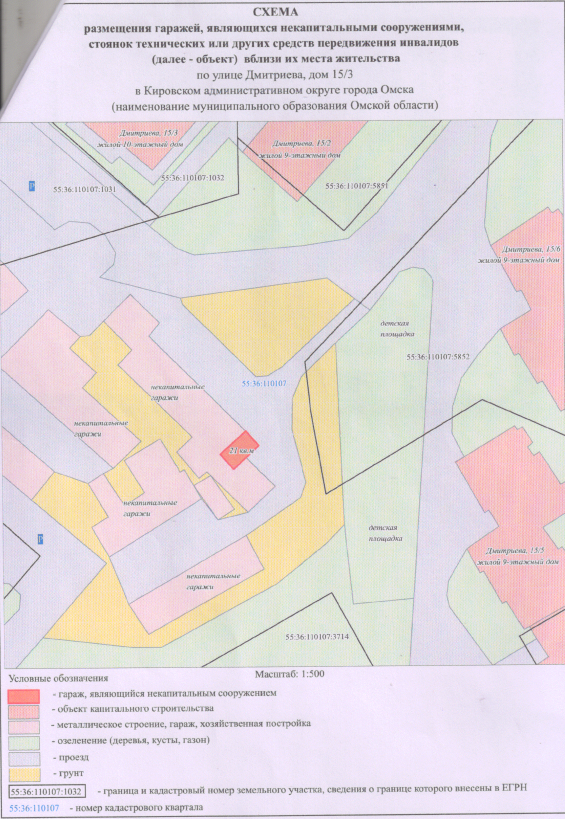 СХЕМА
размещения гаражей, являющихся некапитальными сооружениями,
стоянок технических или других средств передвижения инвалидов
(далее - объект) вблизи их места жительства
по улице Дмитриева, дом 15/3
в Кировском административном округе города Омска
(наименование муниципального образования Омской области)
Дмитриева, 15/3
жилой 10-этажный дом
Дмитриева, 15/2
жилой 9-этажный дом
Р
55:36:110107:1031
55:36:110107:1032
55:36:110107:5891
Дмитриева, 15/6
жилой 9-этажный дом
детская
площадка
55:36:110107:5852
55:36:110107
некапитальные
гаражи
некапитальные
гаражи
21 кв.м
некапитальные
гаражи
детская
площадка
Р
Дмитриева, 15/5
жилой 9-этажный дом
некапитальные
гаражи
55:36:110107:3714
Масштаб: 1:500
Условные обозначения
- гараж, являющийся некапитальным сооружением
- объект капитального строительства
- металлическое строение, гараж, хозяйственная постройка
- озеленение (деревья, кусты, газон)
- проезд
- грунт
55:36:110107:1032 - граница и кадастровый номер земельного участка, сведения о границе которого внесены в ЕГРН
55:36:110107 - номер кадастрового квартала